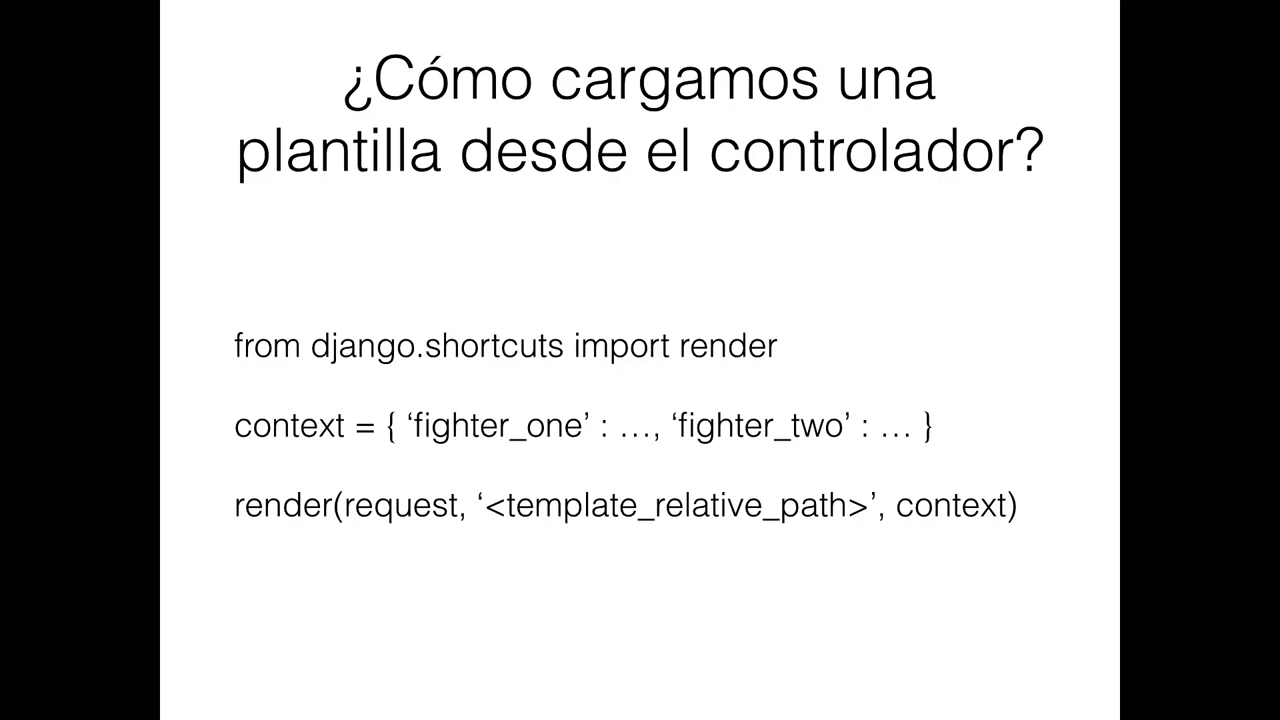 ¿Cómo cargamos una
plantilla desde el controlador?
from django.shortcuts import render
context = { ‘fighter_one’ : …, ‘fighter_two’ : … }
render(request, ‘<template_relative_path>’, context)